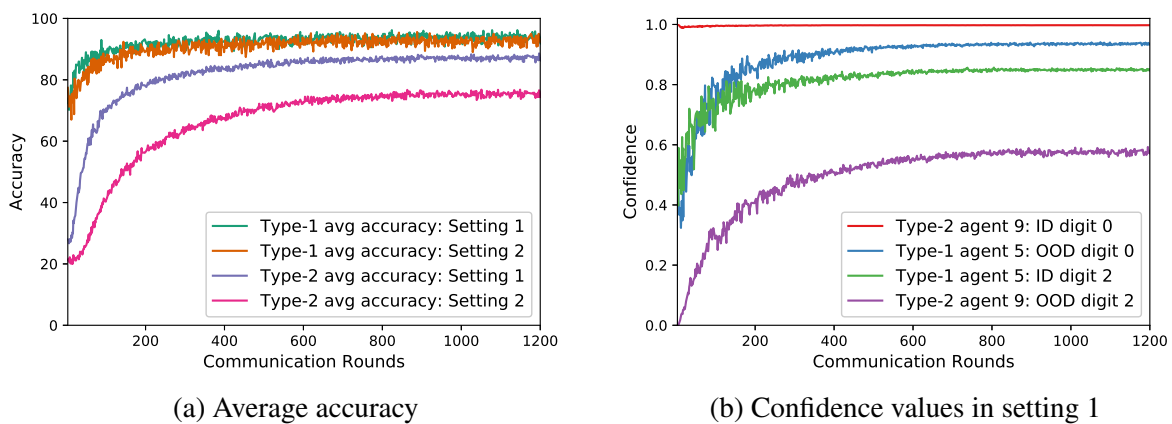 100
80
60
40
20
0
Accuracy
200 400 600 800 1000 1200
Communication Rounds
Type-1 avg accuracy: Setting 1
Type-1 avg accuracy: Setting 2
Type-2 avg accuracy: Setting 1
Type-2 avg accuracy: Setting 2
(a) Average accuracy
1.0
0.8
0.6
0.4
0.2
0.0
Confidence
200 400 600 800 1000 1200
Communication Rounds
Type-2 agent 9: ID digit 0
Type-1 agent 5: OOD digit 0
Type-1 agent 5: ID digit 2
Type-2 agent 9: OOD digit 2
(b) Confidence values in setting 1